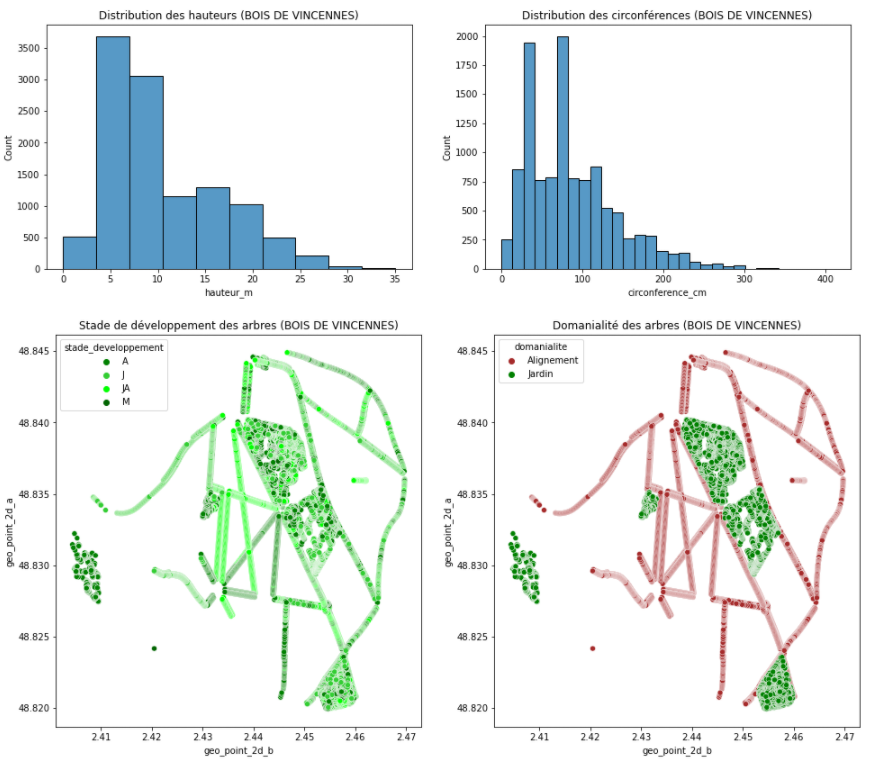 Distribution des hauteurs (BOIS DE VINCENNES)
3500
3000
2500
2000
1500
1000
500
0
Count
0 5 10 15 20 25 30 35
hauteur_m
Distribution des circonférences (BOIS DE VINCENNES)
2000
1750
1500
1250
1000
750
500
250
0
Count
0 100 200 300 400
circonference_cm
Stade de développement des arbres (BOIS DE VINCENNES)
stade_developpement
A
J
JA
M
48.845
48.840
48.835
48.830
48.825
48.820
geo_point_2d_a
2.41 2.42 2.43 2.44 2.45 2.46 2.47
geo_point_2d_b
Domanialité des arbres (BOIS DE VINCENNES)
domanialite
Alignement
Jardin
48.845
48.840
48.835
48.830
48.825
48.820
geo_point_2d_a
2.41 2.42 2.43 2.44 2.45 2.46 2.47
geo_point_2d_b